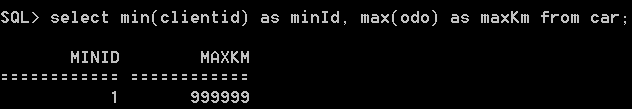 SQL> select min(clientid) as minId, max(odo) as maxKm from car;
MINID MAXKM
============ ============
1 999999